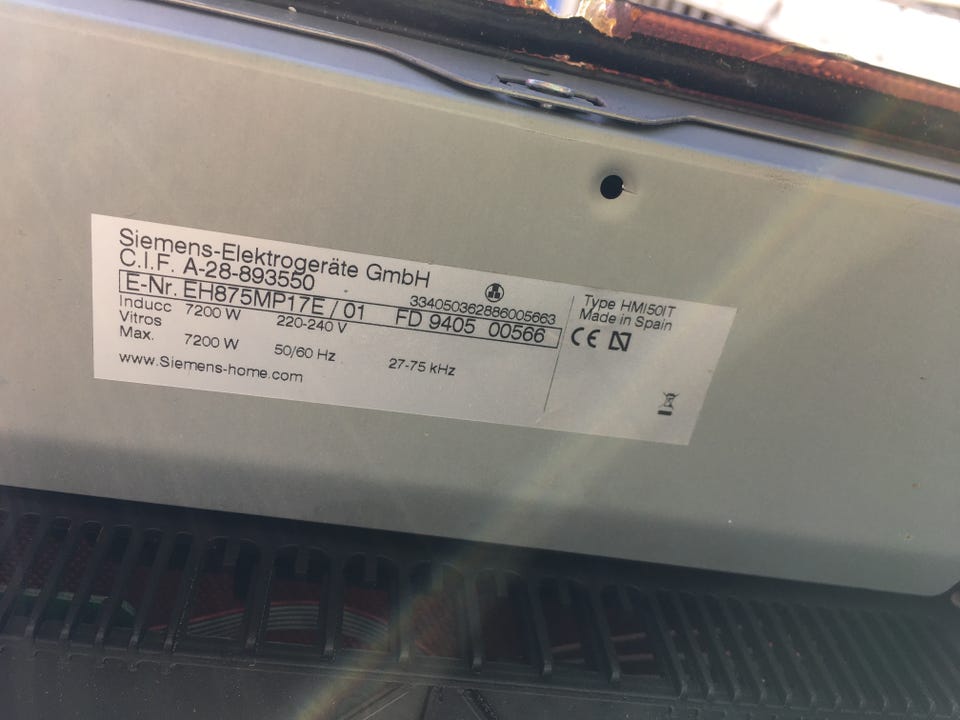 Siemens-Elektrogeräte GmbH
C.I.F. A-28-893550
334050362886005663
E-Nr. EH875MP17E / 01 FD 9405 00566
Inducc 7200 W 220-240 V
Vitros
Max. 7200 W 50/60 Hz 27-75 kHz
www.Siemens-home.com
Type HMI50IT
Made in Spain
CE